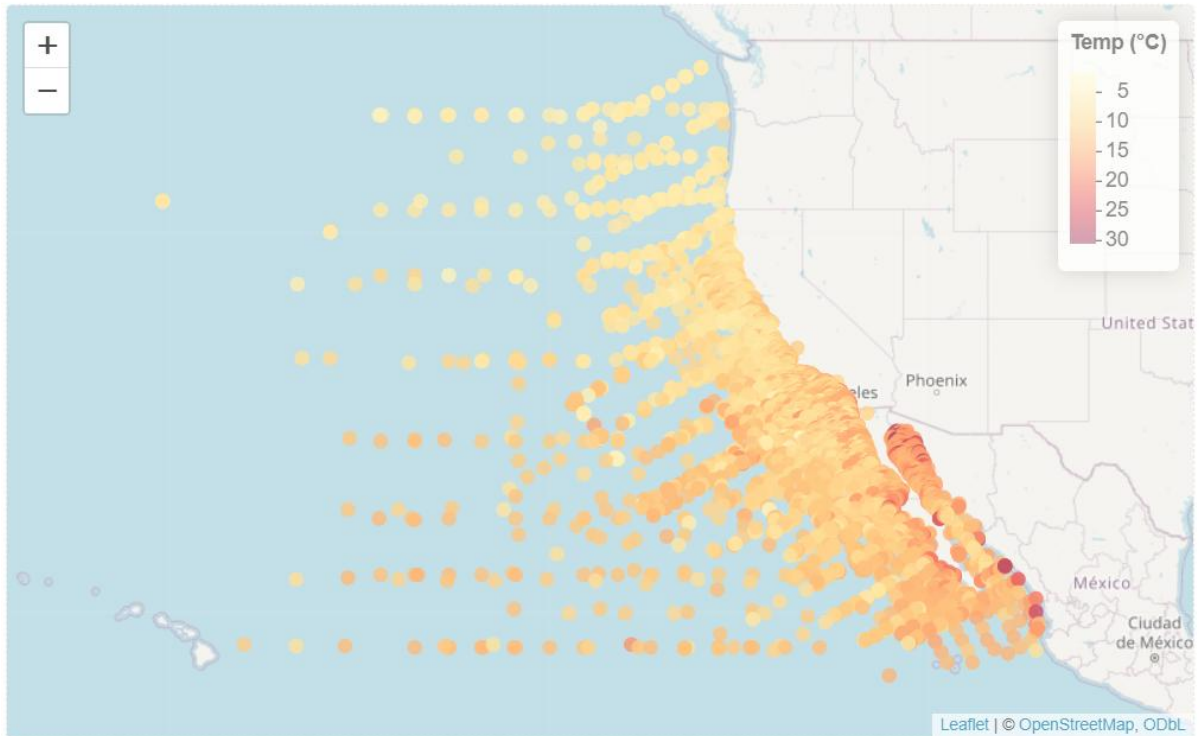 +
−
Temp (°C)
5
10
15
20
25
30
United Stat
Phoenix
eles
México
Ciudad
de México
Leaflet | © OpenStreetMap, ODbL